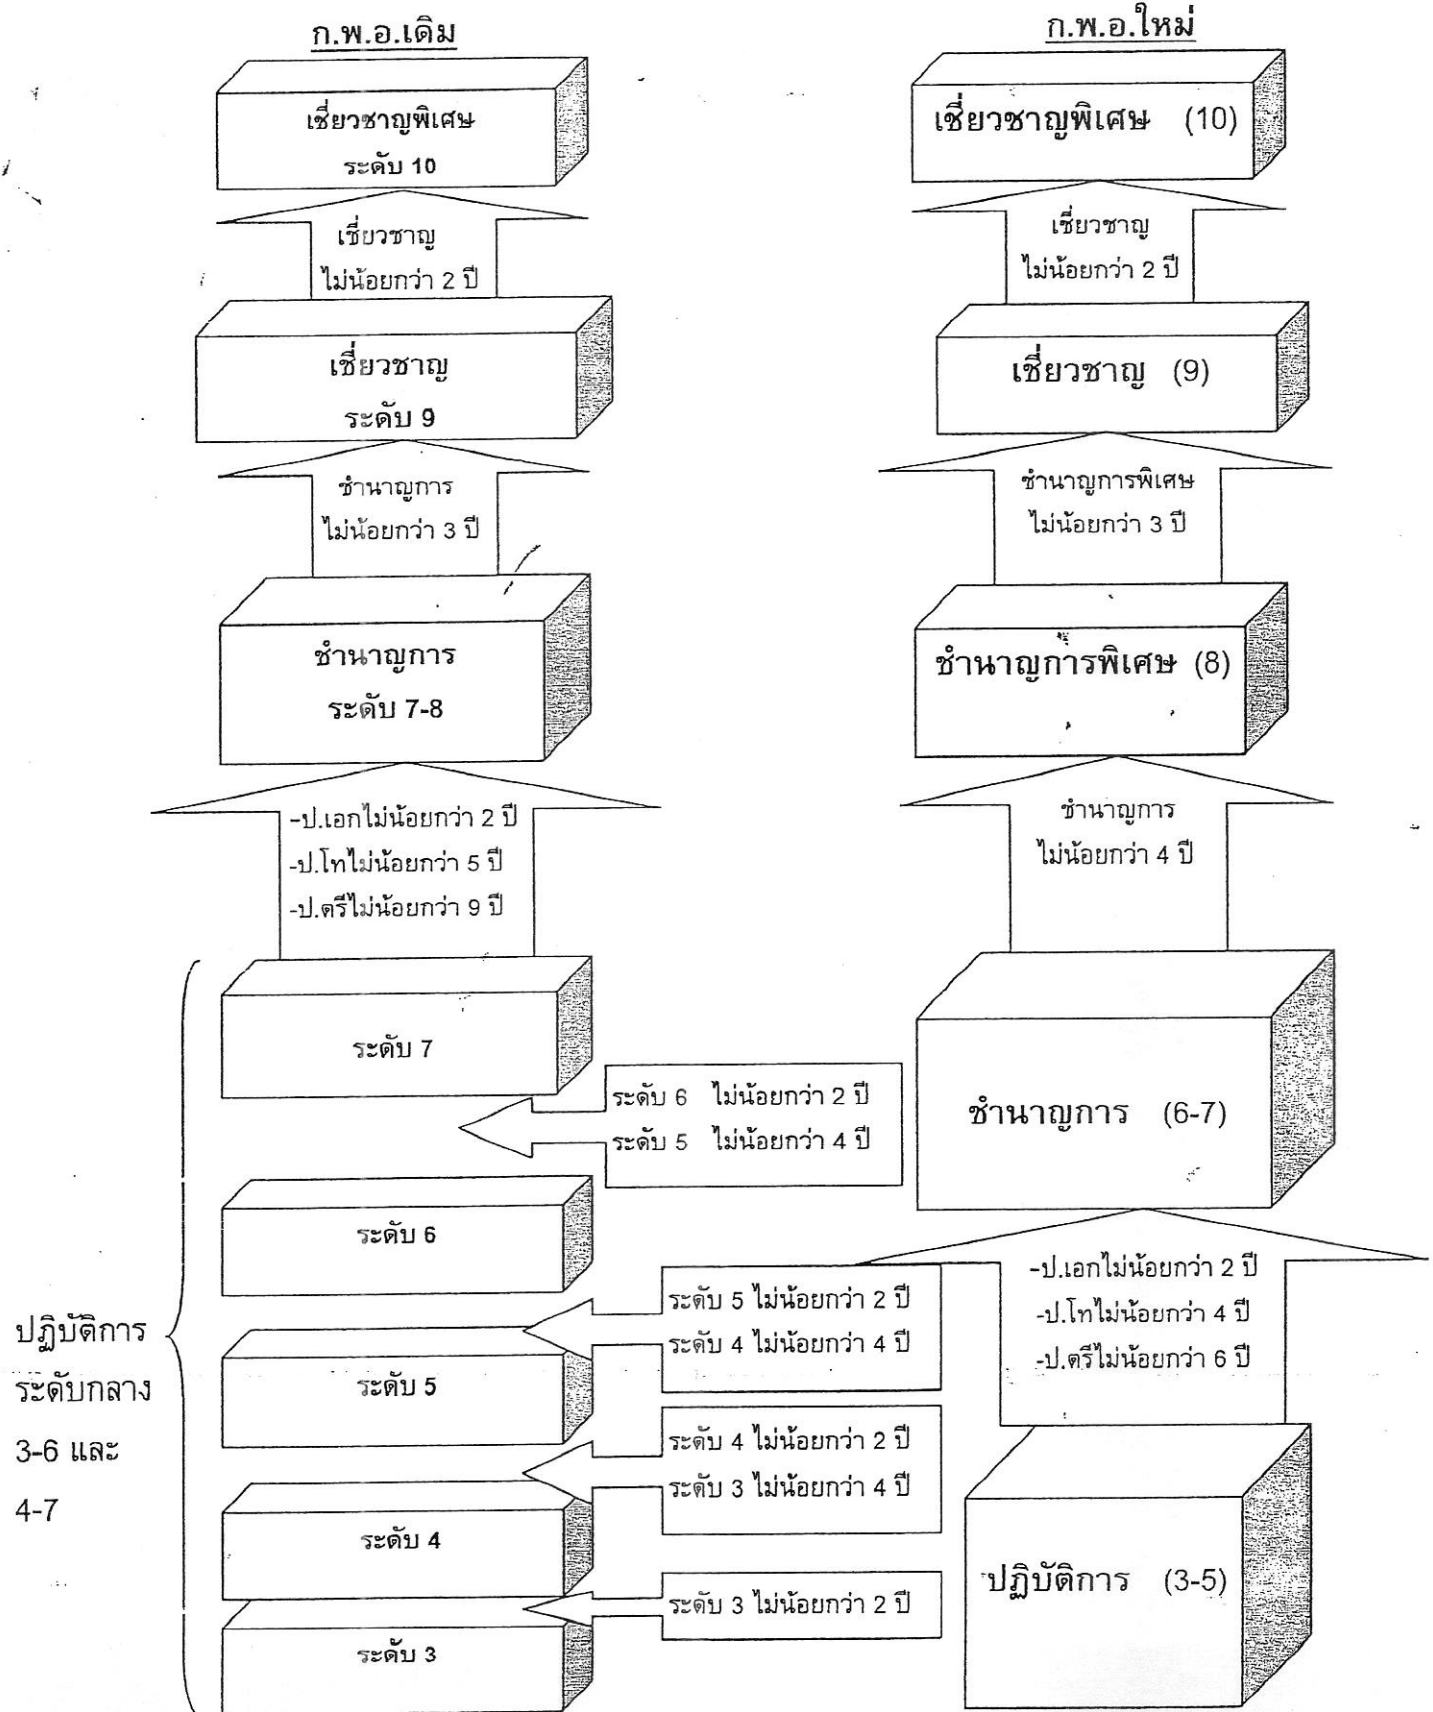 ก.พ.อ.เดิม
เชี่ยวชาญพิเศษ
ระดับ 10
เชี่ยวชาญ
ไม่น้อยกว่า 2 ปี
เชี่ยวชาญ
ระดับ 9
ชำนาญการ
ไม่น้อยกว่า 3 ปี
ชำนาญการ
ระดับ 7-8
-ป.เอกไม่น้อยกว่า 2 ปี
-ป.โทไม่น้อยกว่า 5 ปี
-ป.ตรีไม่น้อยกว่า 9 ปี
ระดับ 7
ระดับ 6 ไม่น้อยกว่า 2 ปี
ระดับ 5 ไม่น้อยกว่า 4 ปี
ระดับ 6
ระดับ 5 ไม่น้อยกว่า 2 ปี
ระดับ 4 ไม่น้อยกว่า 4 ปี
ระดับ 5
ระดับ 4 ไม่น้อยกว่า 2 ปี
ระดับ 3 ไม่น้อยกว่า 4 ปี
ระดับ 4
ระดับ 3 ไม่น้อยกว่า 2 ปี
ระดับ 3
ปฏิบัติการ
ระดับกลาง
3-6 และ
4-7
ก.พ.อ.ใหม่
เชี่ยวชาญพิเศษ (10)
เชี่ยวชาญ
ไม่น้อยกว่า 2 ปี
เชี่ยวชาญ (9)
ชำนาญการพิเศษ
ไม่น้อยกว่า 3 ปี
ชำนาญการพิเศษ (8)
ชำนาญการ
ไม่น้อยกว่า 4 ปี
ชำนาญการ (6-7)
-ป.เอกไม่น้อยกว่า 2 ปี
-ป.โทไม่น้อยกว่า 4 ปี
-ป.ตรีไม่น้อยกว่า 6 ปี
ปฏิบัติการ (3-5)